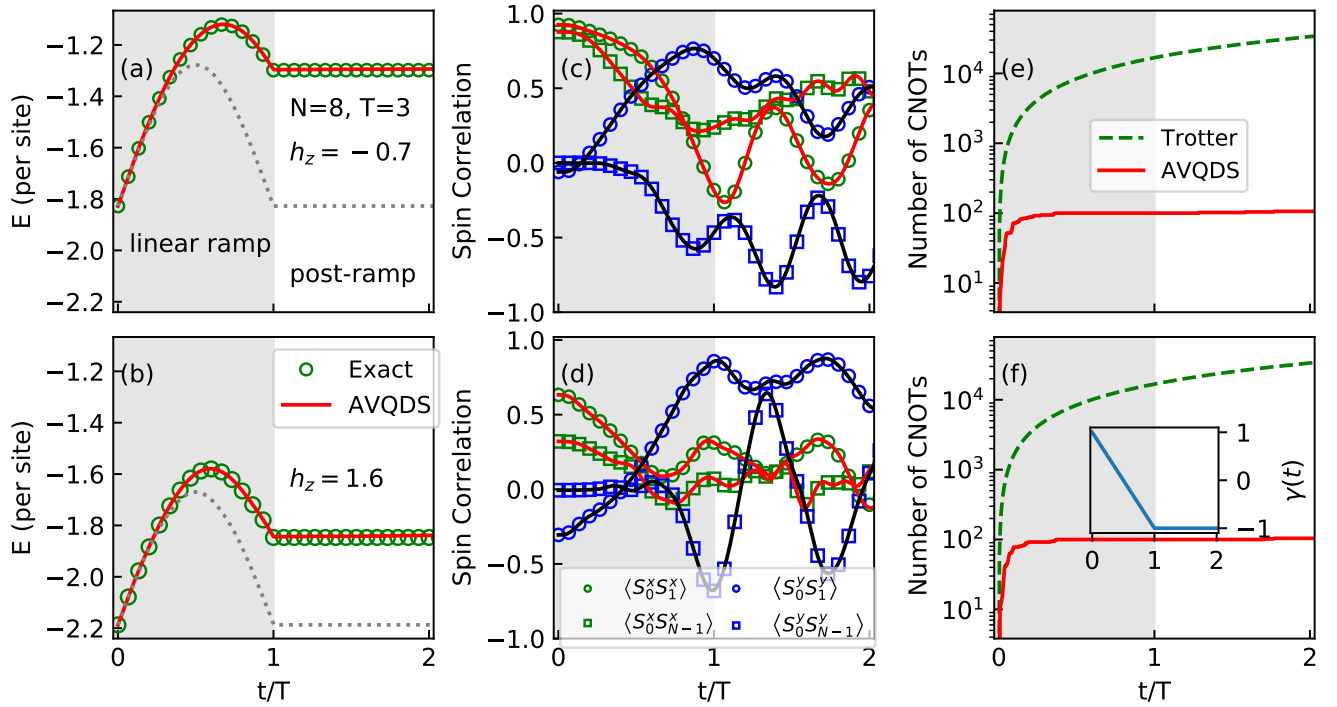 E (per site)
−1.2
−1.4
−1.6
−1.8
−2.0
−2.2
(a)
N=8, T=3
h_z = − 0.7
linear ramp
post-ramp
Spin Correlation
1.0
0.5
0.0
−0.5
−1.0
(c)
Number of CNOTs
10^4
10^3
10^2
10^1
(e)
Trotter
AVQDS
E (per site)
−1.2
−1.4
−1.6
−1.8
−2.0
−2.2
(b)
Exact
AVQDS
h_z = 1.6
0
1
2
t/T
Spin Correlation
1.0
0.5
0.0
−0.5
−1.0
(d)
⟨S_0^x S_1^x⟩
⟨S_0^y S_1^y⟩
⟨S_0^x S_{N−1}^x⟩
⟨S_0^y S_{N−1}^y⟩
0
1
2
t/T
Number of CNOTs
10^4
10^3
10^2
10^1
(f)
1
0
−1
γ(t)
0
1
2
0
1
2
t/T